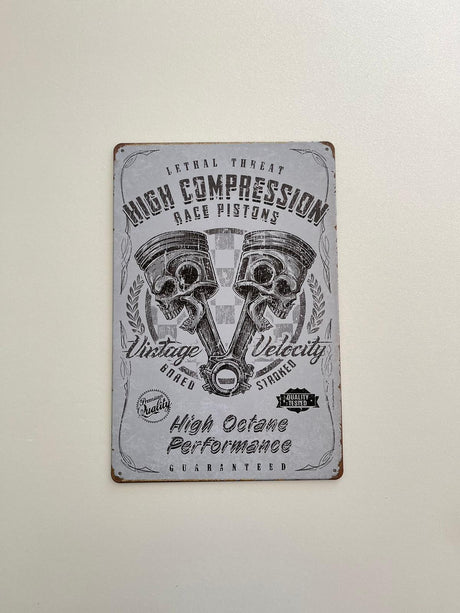 LETHAL THREAT
HIGH COMPRESSION
RACE PISTONS
Vintage Velocity
BORED STROKED
Premium
Quality
QUALITY
TESTED
High Octane
Performance
GUARANTEED